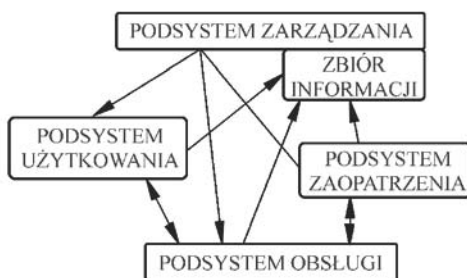 PODSYSTEM ZARZĄDZANIA
ZBIÓR
INFORMACJI
PODSYSTEM
UŻYTKOWANIA
PODSYSTEM
ZAOPATRZENIA
PODSYSTEM OBSŁUGI